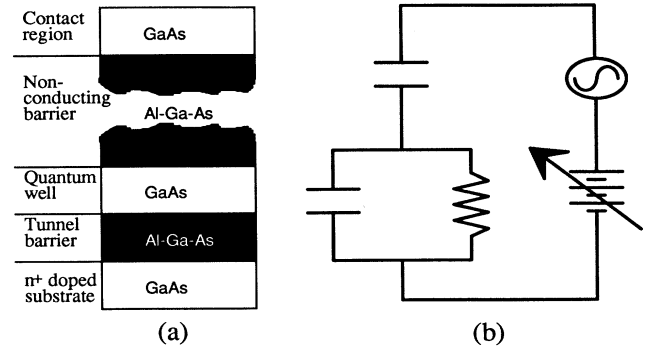 Contact
region
GaAs
Non-
conducting
barrier
Al-Ga-As
Quantum
well
GaAs
Tunnel
barrier
Al-Ga-As
n+ doped
substrate
GaAs
(a)
(b)